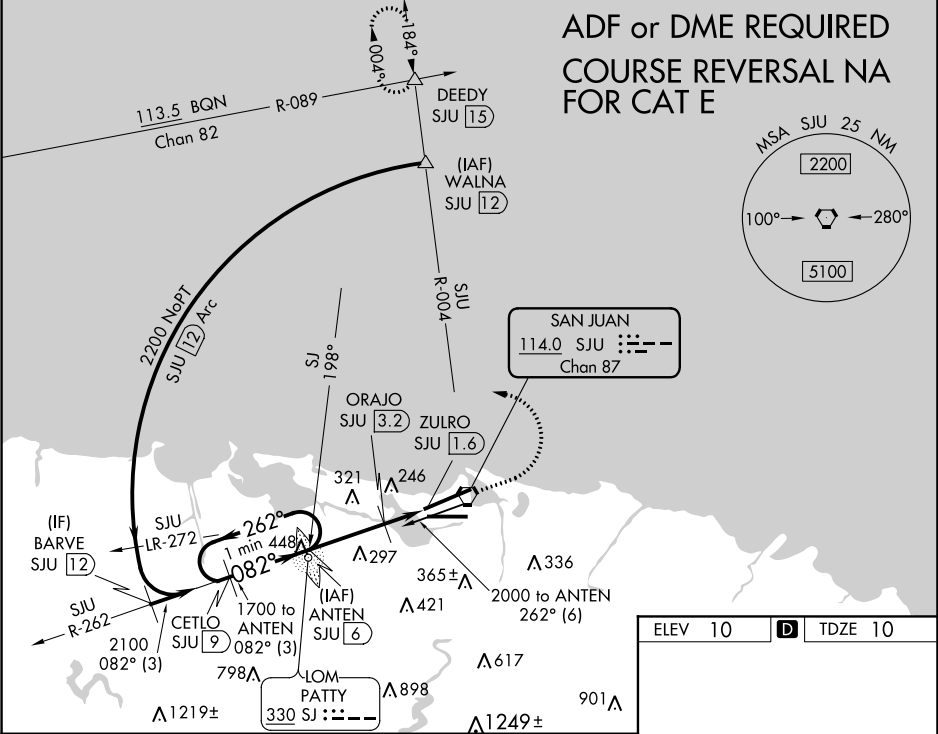 ADF or DME REQUIRED
COURSE REVERSAL NA
FOR CAT E
184°
004°
113.5 BQN
R-089
Chan 82
DEEDY
SJU 15
(IAF)
WALNA
SJU 12
MSA SJU 25 NM
2200
100°
280°
5100
2200 NoPT
SJU 12 Arc
SJU
R-004
SJ
198°
SAN JUAN
114.0 SJU
Chan 87
ORAJO
SJU 3.2
ZULRO
SJU 1.6
321
246
(IF)
BARVE
SJU 12
SJU
LR-272
262°
1 min
448
082°
297
336
365±
421
2000 to ANTEN
262° (6)
SJU
R-262
2100
082° (3)
CETLO
SJU 9
1700 to
ANTEN
082° (3)
(IAF)
ANTEN
SJU 6
617
798
LOM
PATTY
330 SJ
898
901
1219±
1249±
ELEV 10 D TDZE 10